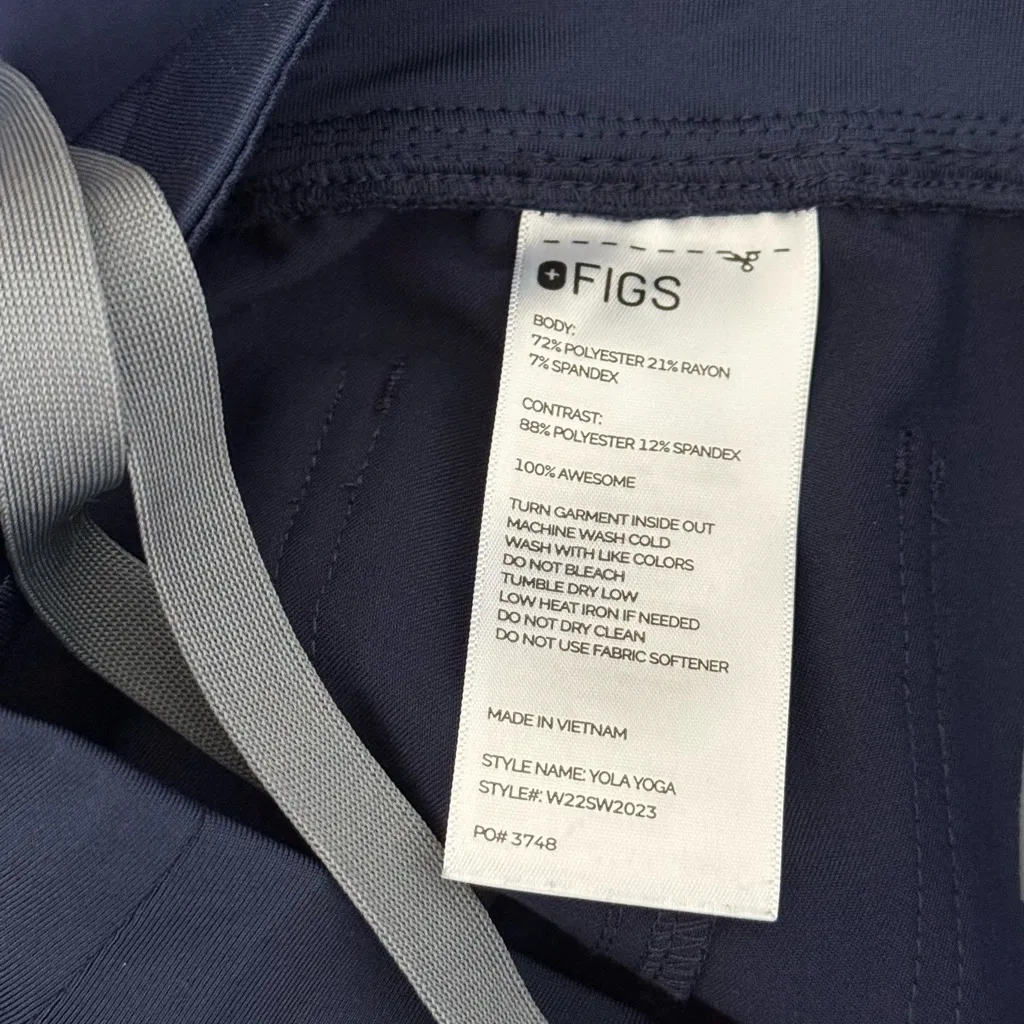 FIGS
BODY:
72% POLYESTER 21% RAYON
7% SPANDEX
CONTRAST:
88% POLYESTER 12% SPANDEX
100% AWESOME
TURN GARMENT INSIDE OUT
MACHINE WASH COLD
WASH WITH LIKE COLORS
DO NOT BLEACH
TUMBLE DRY LOW
LOW HEAT IRON IF NEEDED
DO NOT DRY CLEAN
DO NOT USE FABRIC SOFTENER
MADE IN VIETNAM
STYLE NAME: YOLA YOGA
STYLE#: W22SW2023
PO# 3748